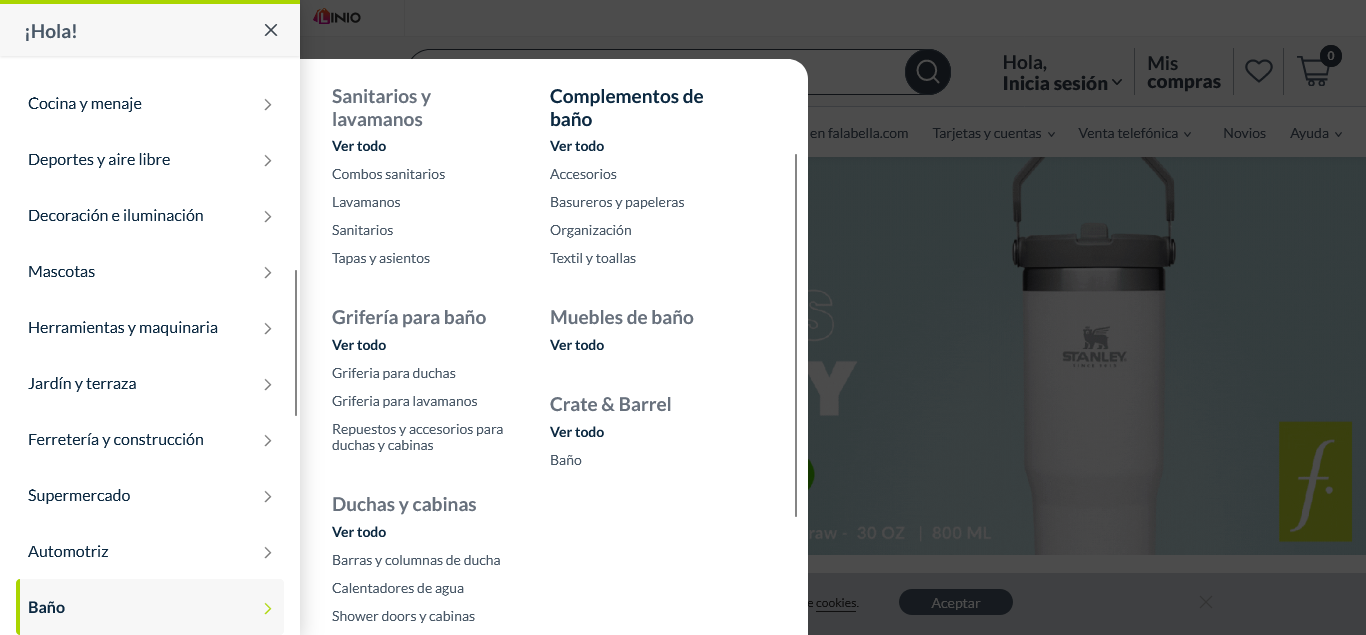 ¡Hola!
LINIO
Hola,
Inicia sesión
Mis
compras
0
en falabella.com
Tarjetas y cuentas
Venta telefónica
Novios
Ayuda
Cocina y menaje
Deportes y aire libre
Decoración e iluminación
Mascotas
Herramientas y maquinaria
Jardín y terraza
Ferretería y construcción
Supermercado
Automotriz
Baño
Sanitarios y
lavamanos
Ver todo
Combos sanitarios
Lavamanos
Sanitarios
Tapas y asientos
Grifería para baño
Ver todo
Griferia para duchas
Griferia para lavamanos
Repuestos y accesorios para
duchas y cabinas
Duchas y cabinas
Ver todo
Barras y columnas de ducha
Calentadores de agua
Shower doors y cabinas
Complementos de
baño
Ver todo
Accesorios
Basureros y papeleras
Organización
Textil y toallas
Muebles de baño
Ver todo
Crate & Barrel
Ver todo
Baño
S
Y
STANLEY
SINCE 1913
f.
raw - 30 OZ | 800 ML
cookies.
Aceptar